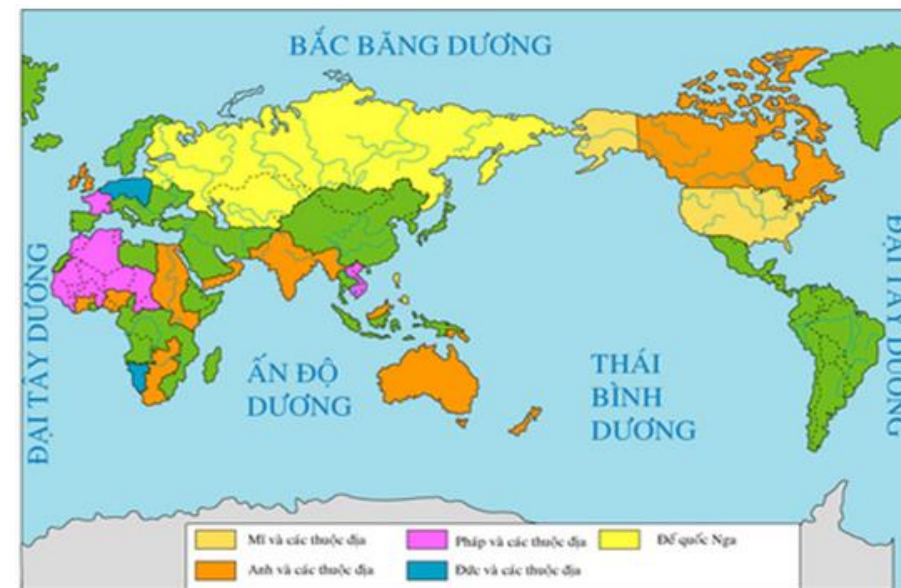 BẮC BĂNG DƯƠNG
ĐẠI TÂY DƯƠNG
ẤN ĐỘ
DƯƠNG
THÁI
BÌNH
DƯƠNG
ĐẠI TÂY DƯƠNG
Mĩ và các thuộc địa
Pháp và các thuộc địa
Đế quốc Nga
Anh và các thuộc địa
Đức và các thuộc địa